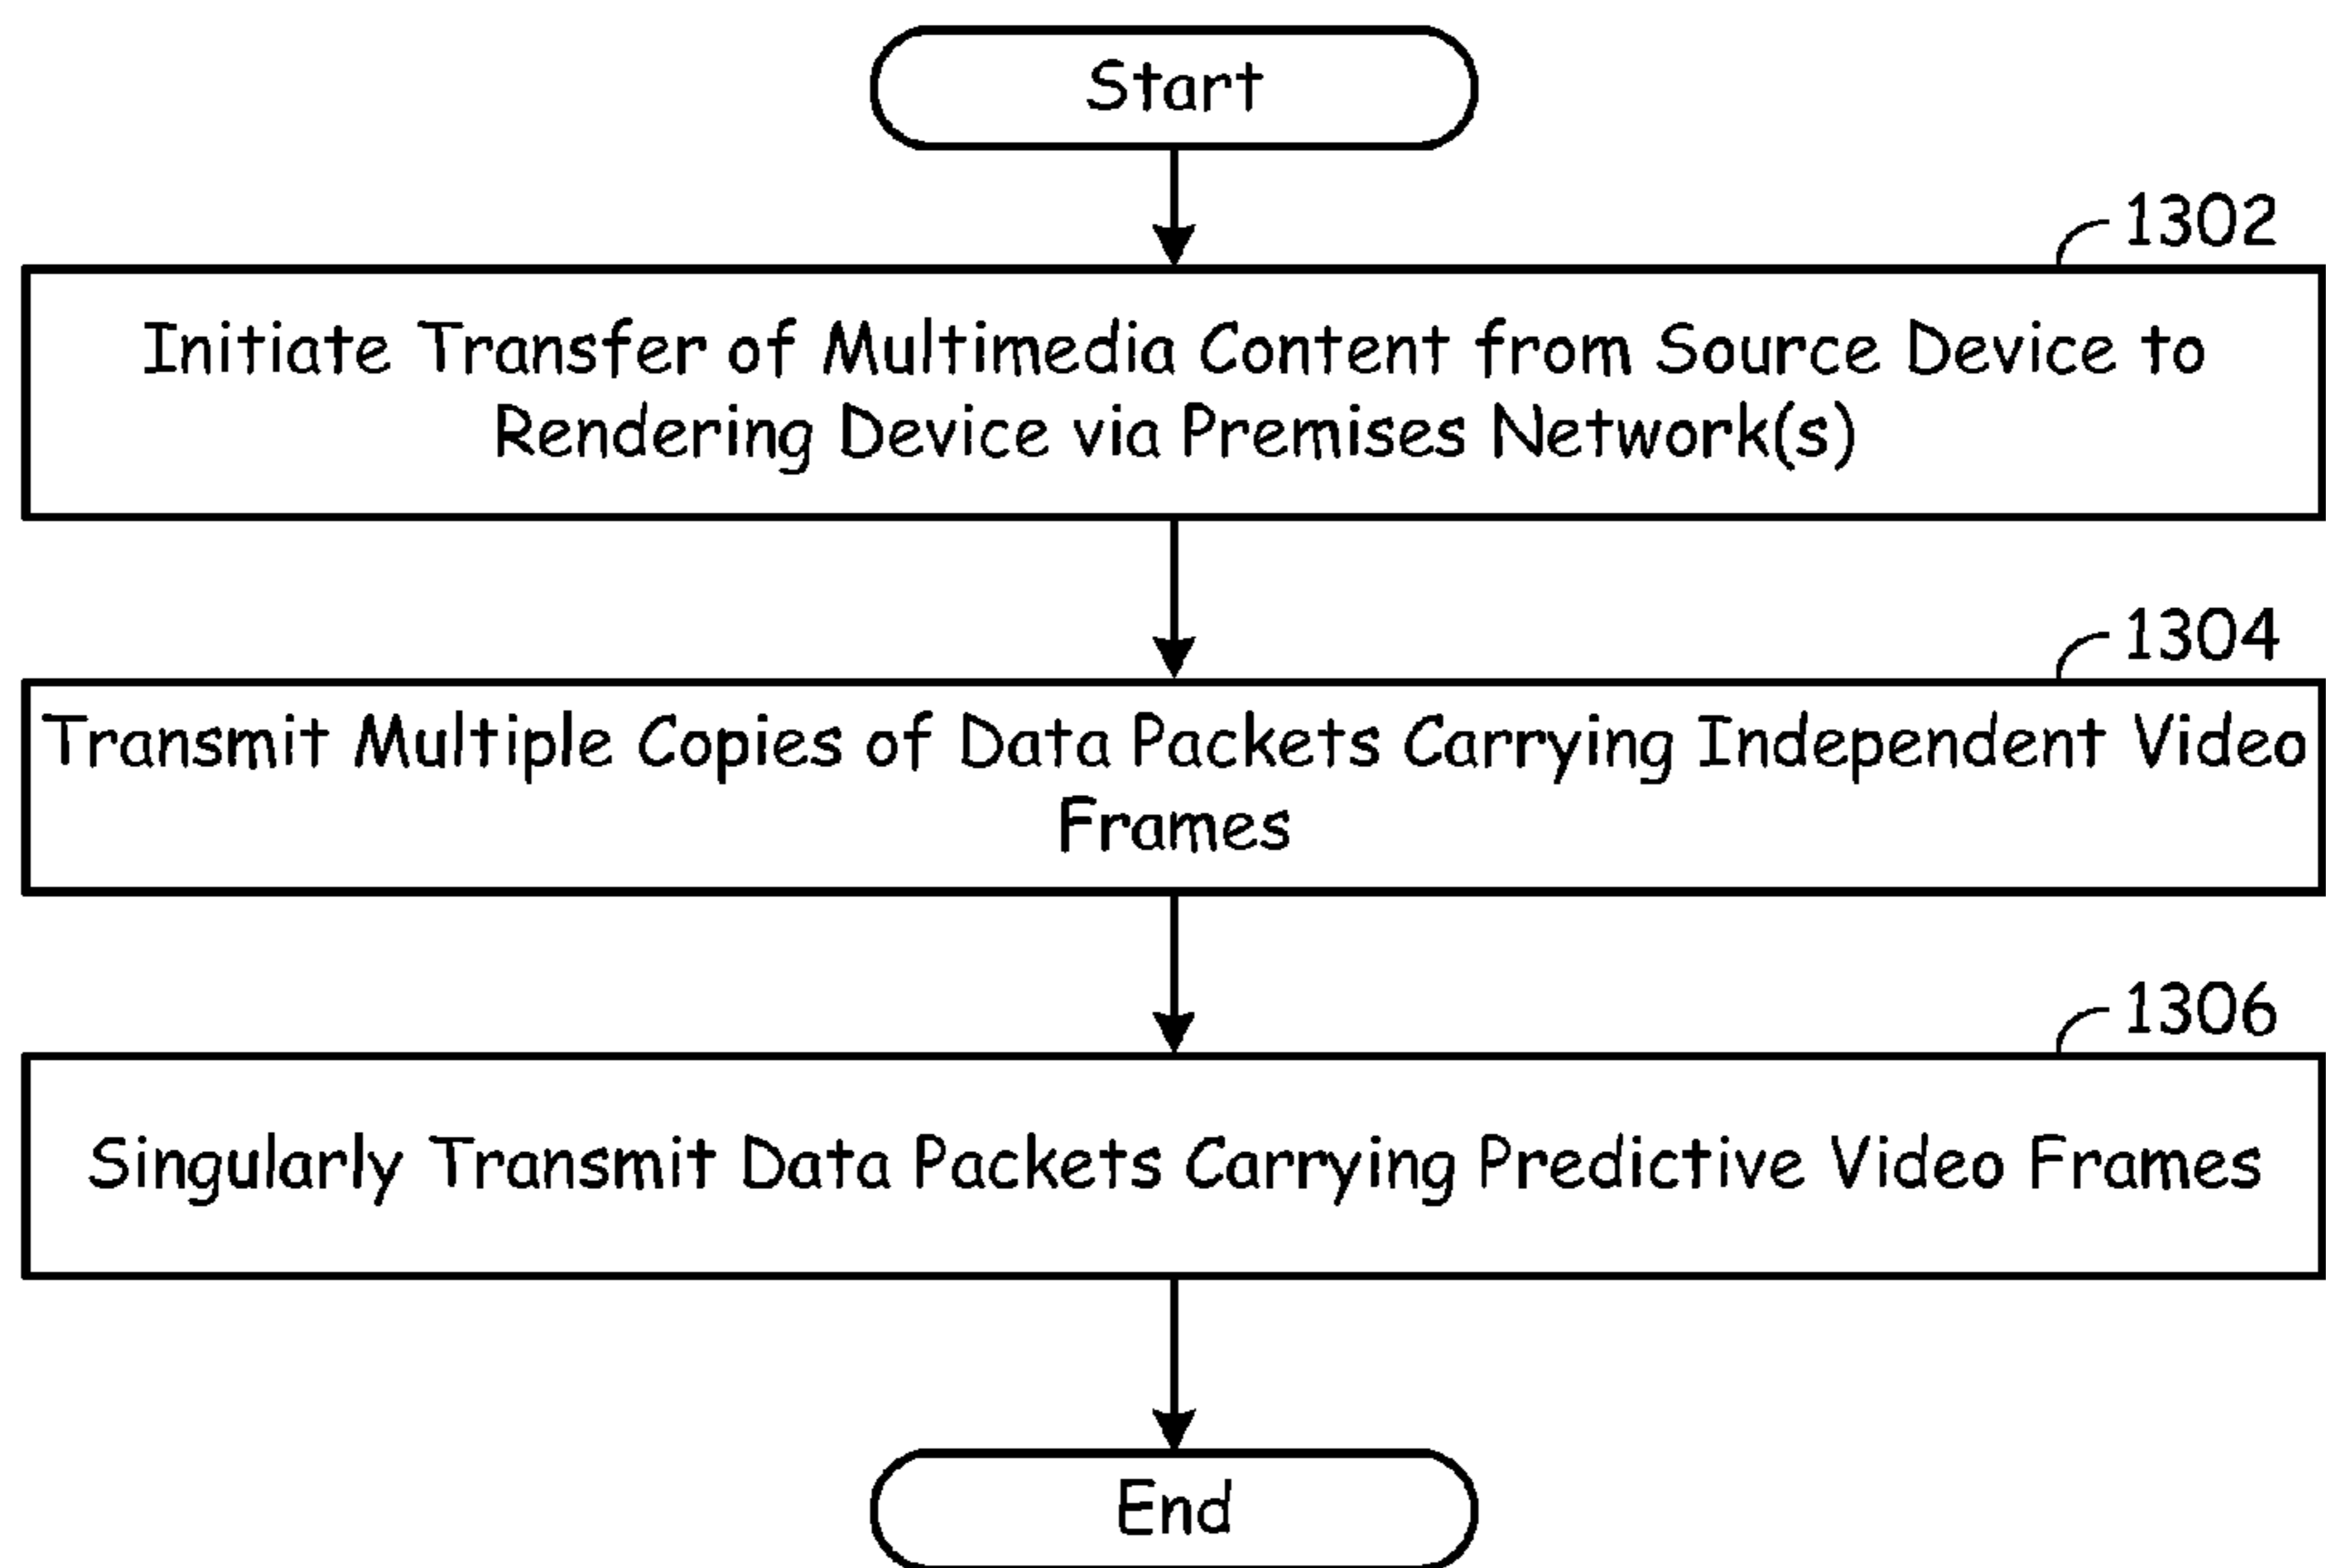 Start
1302
Initiate Transfer of Multimedia Content from Source Device to
Rendering Device via Premises Network(s)
1304
Transmit Multiple Copies of Data Packets Carrying Independent Video
Frames
1306
Singularly Transmit Data Packets Carrying Predictive Video Frames
End